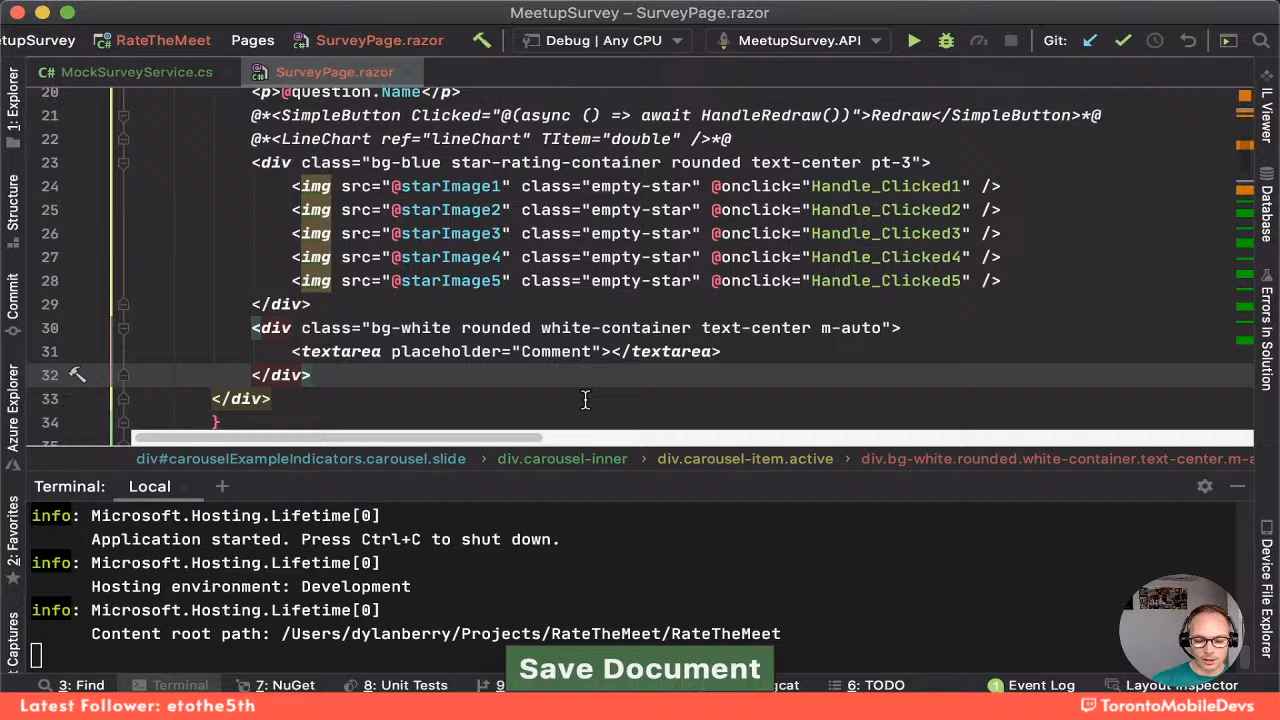 MeetupSurvey – SurveyPage.razor
etupSurvey RateTheMeet Pages SurveyPage.razor Debug | Any CPU MeetupSurvey.API Git:
C# MockSurveyService.cs SurveyPage.razor
20 <p>@question.Name</p>
21 @*<SimpleButton Clicked="@(async () => await HandleRedraw())">Redraw</SimpleButton>*@
22 @*<LineChart ref="lineChart" TItem="double" />*@
23 <div class="bg-blue star-rating-container rounded text-center pt-3">
24 <img src="@starImage1" class="empty-star" @onclick="Handle_Clicked1" />
25 <img src="@starImage2" class="empty-star" @onclick="Handle_Clicked2" />
26 <img src="@starImage3" class="empty-star" @onclick="Handle_Clicked3" />
27 <img src="@starImage4" class="empty-star" @onclick="Handle_Clicked4" />
28 <img src="@starImage5" class="empty-star" @onclick="Handle_Clicked5" />
29 </div>
30 <div class="bg-white rounded white-container text-center m-auto">
31 <textarea placeholder="Comment"></textarea>
32 </div>
33 </div>
34 }
35
div#carouselExampleIndicators.carousel.slide › div.carousel-inner › div.carousel-item.active › div.bg-white.rounded.white-container.text-center.m-a
Terminal: Local +
info: Microsoft.Hosting.Lifetime[0]
Application started. Press Ctrl+C to shut down.
info: Microsoft.Hosting.Lifetime[0]
Hosting environment: Development
info: Microsoft.Hosting.Lifetime[0]
Content root path: /Users/dylanberry/Projects/RateTheMeet/RateTheMeet
Save Document
3: Find Terminal 7: NuGet 8: Unit Tests 9 gcat 6: TODO 1 Event Log Layout Inspector
Latest Follower: etothe5th TorontoMobileDevs
1: Explorer
Structure
Commit
Azure Explorer
2: Favorites
Captures
IL Viewer
Database
Errors In Solution
Device File Explorer